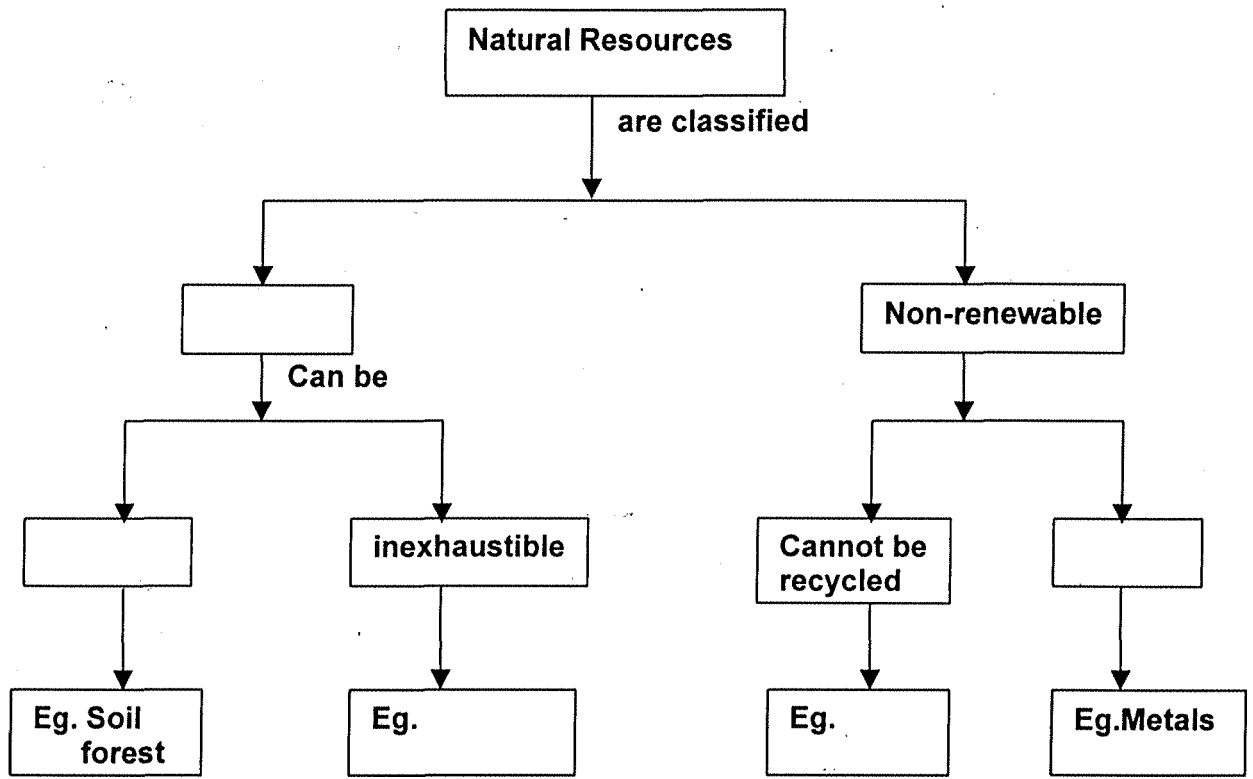 Natural Resources
are classified
Non-renewable
Can be
inexhaustible
Cannot be
recycled
Eg. Soil
forest
Eg.
Eg.
Eg.Metals